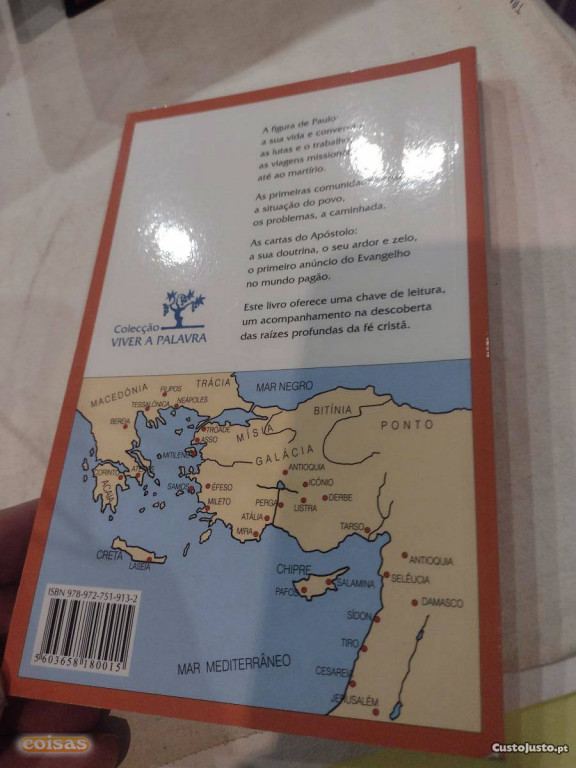 A figura de Paulo:
a sua vida e
as lutas e o
as viagens
até ao martírio.
As primeiras
a situação do povo,
os problemas, a caminhada.
As cartas do Apóstolo:
a sua doutrina, o seu ardor e zelo,
o primeiro anúncio do Evangelho
no mundo pagão.
Este livro oferece uma chave de leitura,
um acompanhamento na descoberta
das raízes profundas da fé cristã.
Colecção
VIVER A PALAVRA
MACEDÓNIA
TRÁCIA
MAR NEGRO
FILIPOS
NEÁPOLES
TESSALÓNICA
BEREIA
BITÍNIA
PONTO
TRÓADE
ASSO
MÍSIA
MITILENE
GALÁCIA
ANTIOQUIA
CORINTO
ACAIA
SAMOS
ÉFESO
MILETO
ICÓNIO
DERBE
LISTRA
PERGA
ATÁLIA
MIRA
TARSO
ANTIOQUIA
SELÊUCIA
CRETA
LASEIA
CHIPRE
SALAMINA
PAFOS
DAMASCO
SÍDON
TIRO
CESAREIA
JERUSALÉM
MAR MEDITERRÂNEO
ISBN 978-972-751-913-2
5603658180015
coisas
CustoJusto.pt